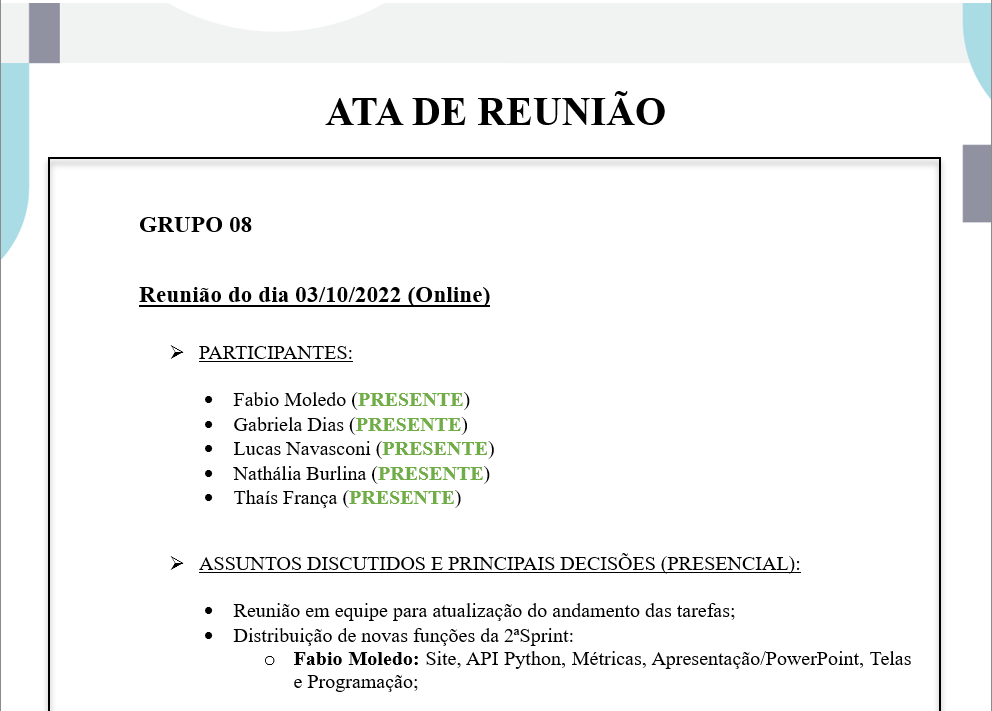 ATA DE REUNIÃO
GRUPO 08
Reunião do dia 03/10/2022 (Online)
➢ PARTICIPANTES:
• Fabio Moledo (PRESENTE)
• Gabriela Dias (PRESENTE)
• Lucas Navasconi (PRESENTE)
• Nathália Burlina (PRESENTE)
• Thaís França (PRESENTE)
➢ ASSUNTOS DISCUTIDOS E PRINCIPAIS DECISÕES (PRESENCIAL):
• Reunião em equipe para atualização do andamento das tarefas;
• Distribuição de novas funções da 2ªSprint:
o Fabio Moledo: Site, API Python, Métricas, Apresentação/PowerPoint, Telas
e Programação;